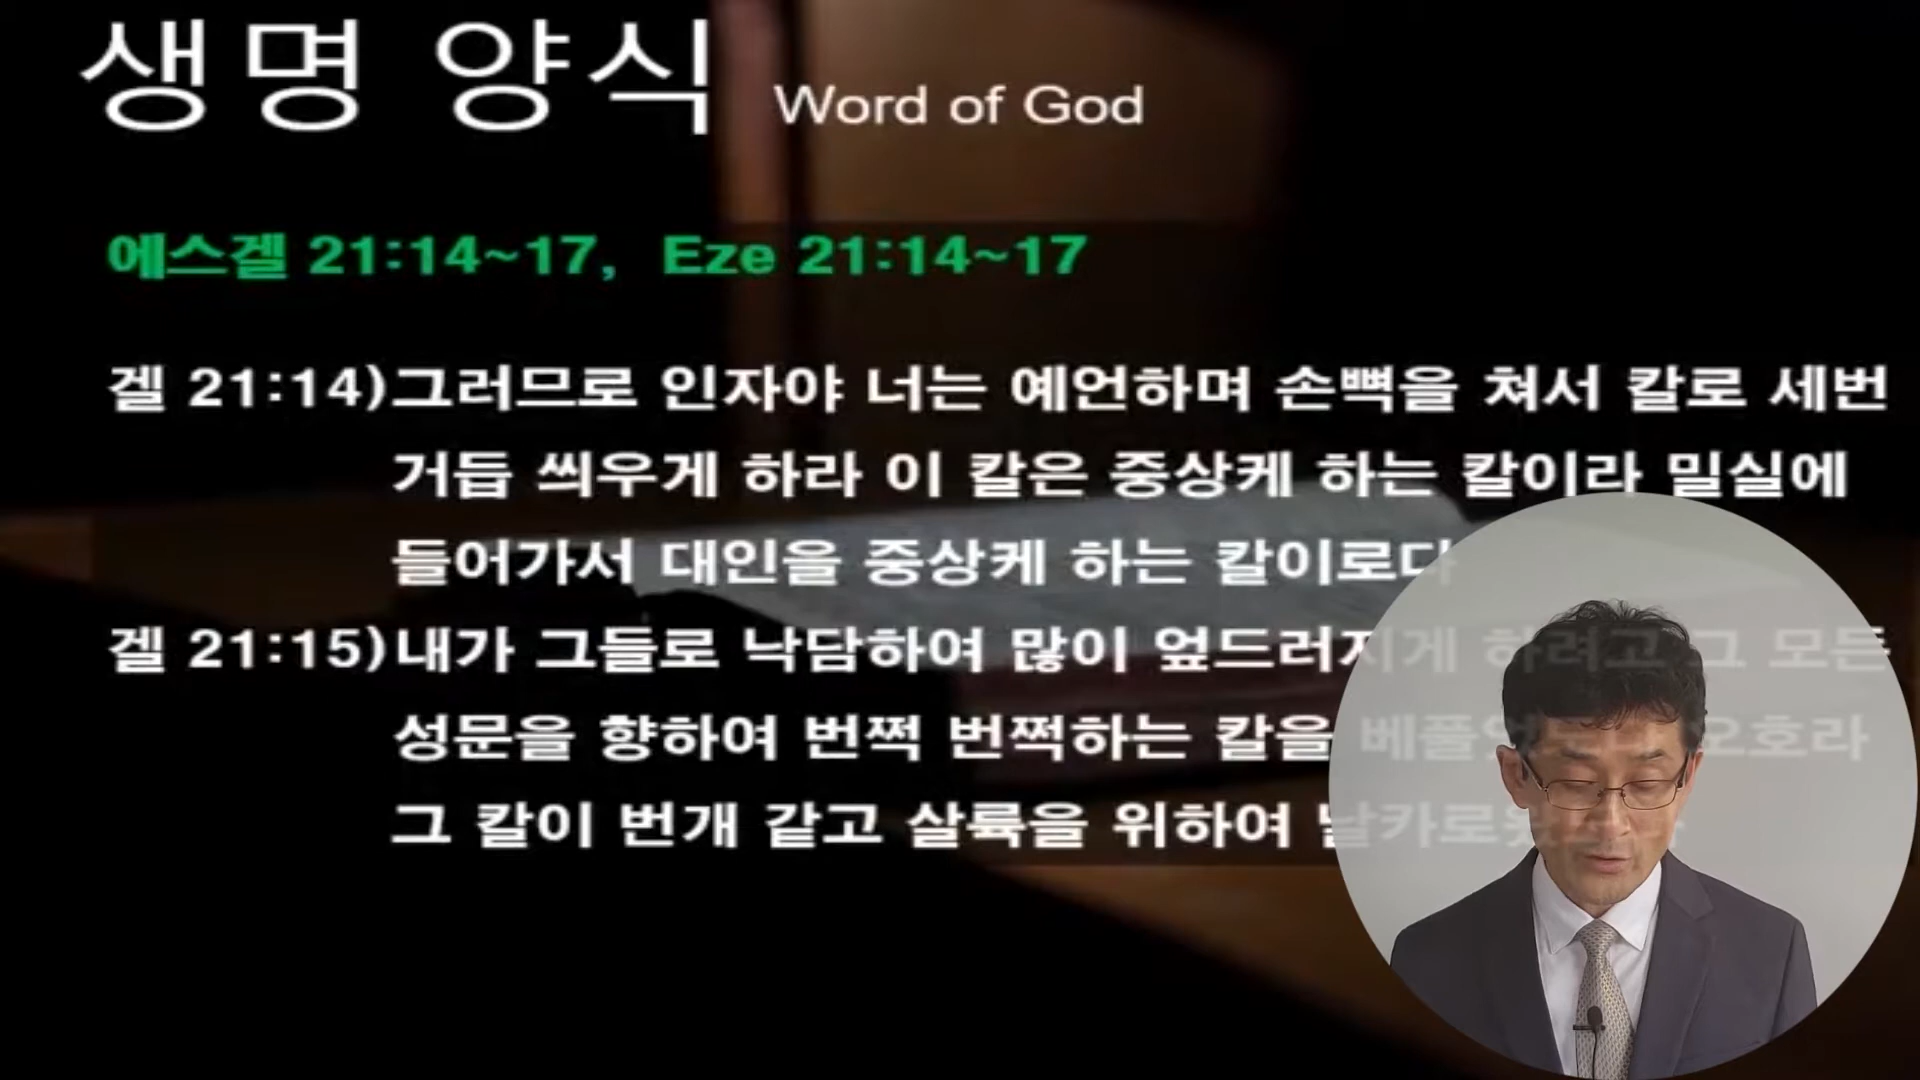 생명 양식 Word of God
에스겔 21:14~17, Eze 21:14~17
겔 21:14)그러므로 인자야 너는 예언하며 손뼉을 쳐서 칼로 세번
거듭 씌우게 하라 이 칼은 중상케 하는 칼이라 밀실에
들어가서 대인을 중상케 하는 칼이로다
겔 21:15)내가 그들로 낙담하여 많이 엎드러지게 하려고 그 모든
성문을 향하여 번쩍 번쩍하는 칼을 오호라
그 칼이 번개 같고 살륙을 위하여